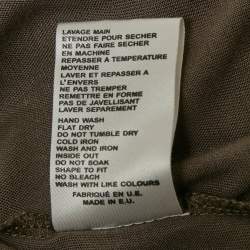 LAVAGE MAIN
ETENDRE POUR SECHER
NE PAS FAIRE SECHER
EN MACHINE
REPASSER A TEMPERATURE
MOYENNE
LAVER ET REPASSER A
L'ENVERS
NE PAS TREMPER
REMETTRE EN FORME
PAS DE JAVELLISANT
LAVER SEPAREMENT
HAND WASH
FLAT DRY
DO NOT TUMBLE DRY
COLD IRON
WASH AND IRON
INSIDE OUT
DO NOT SOAK
SHAPE TO FIT
NO BLEACH
WASH WITH LIKE COLOURS
FABRIQUÉ EN U.E.
MADE IN E.U.